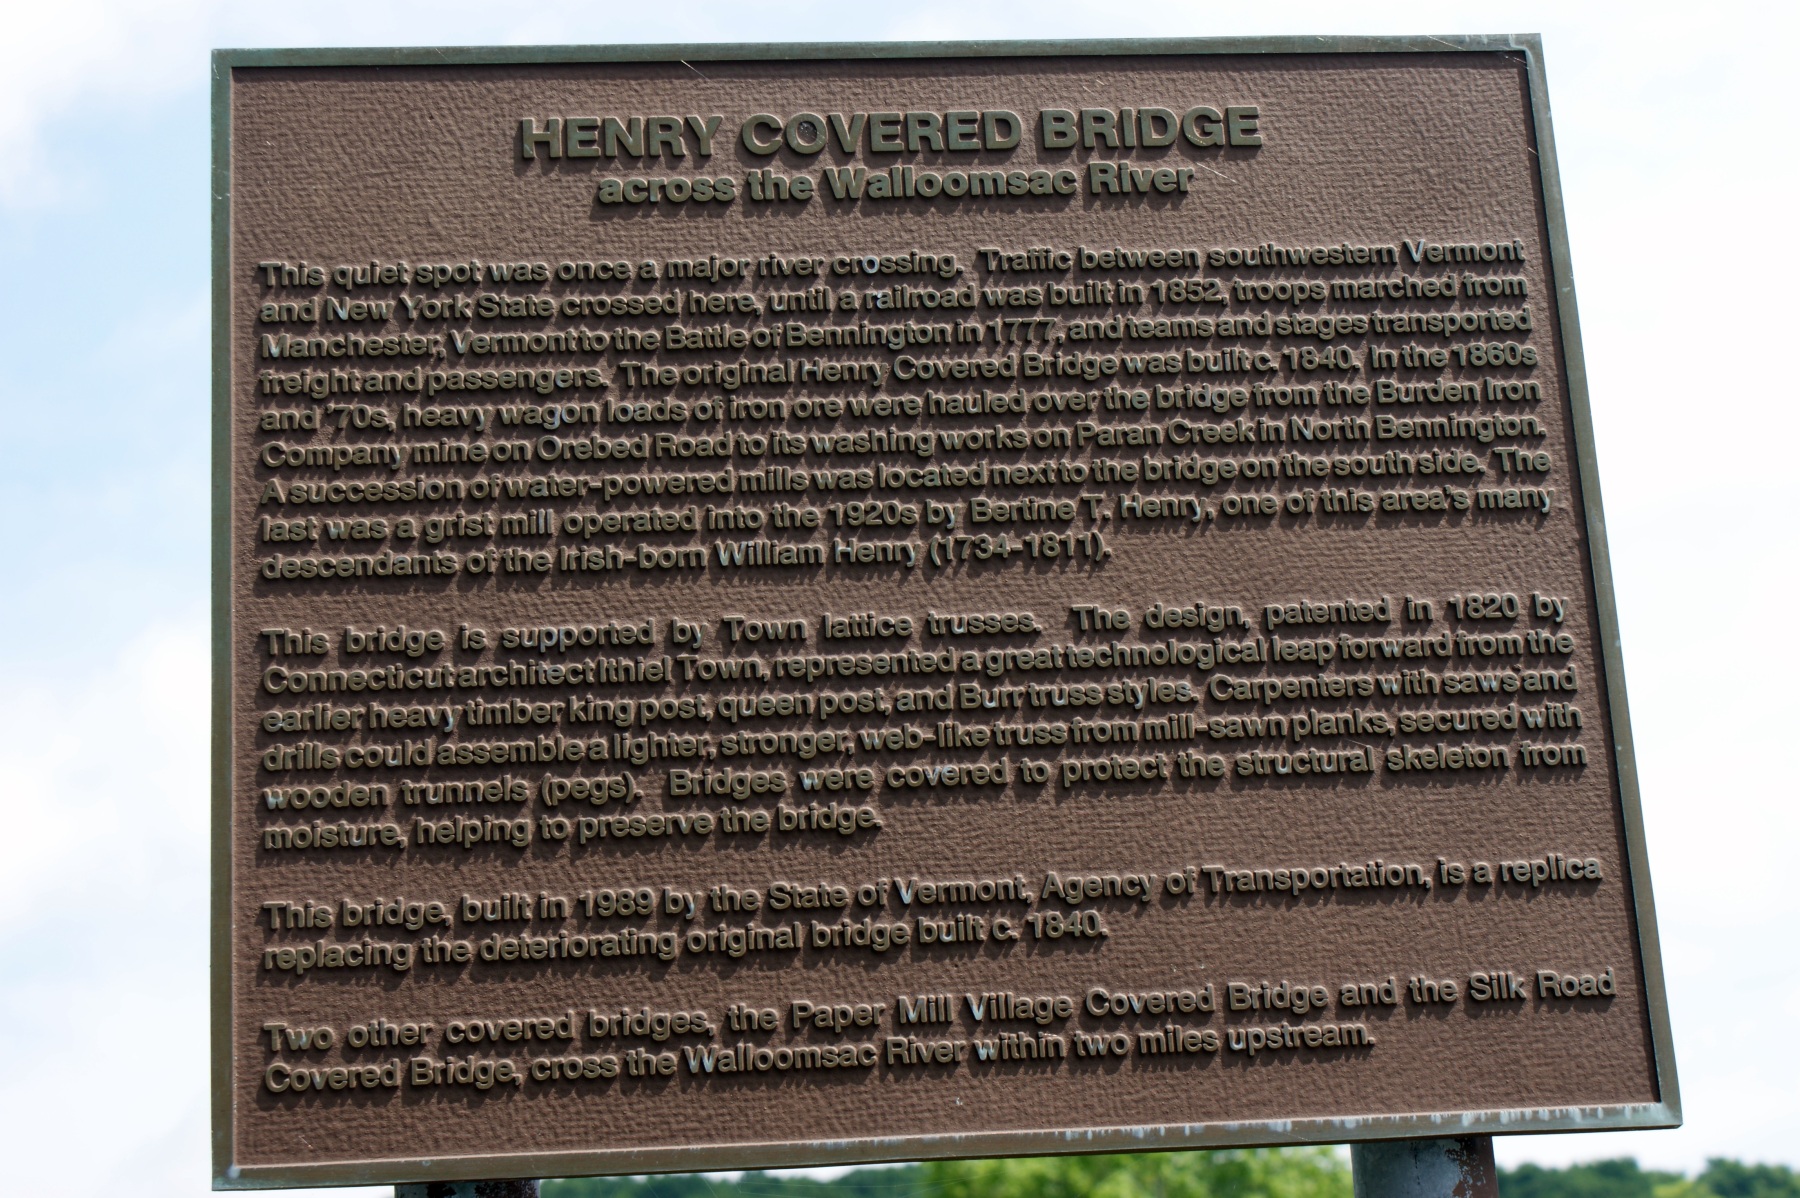 HENRY COVERED BRIDGE
across the Walloomsac River
This quiet spot was once a major river crossing. Traffic between southwestern Vermont
and New York State crossed here, until a railroad was built in 1852, troops marched from
Manchester, Vermont to the Battle of Bennington in 1777, and teams and stages transported
freight and passengers. The original Henry Covered Bridge was built c. 1840. In the 1860s
and '70s, heavy wagon loads of iron ore were hauled over the bridge from the Burden Iron
Company mine on Orebed Road to its washing works on Paran Creek in North Bennington.
A succession of water-powered mills was located next to the bridge on the south side. The
last was a grist mill operated into the 1920s by Bertine T. Henry, one of this area's many
descendants of the Irish-born William Henry (1734-1811).
This bridge is supported by Town lattice trusses. The design, patented in 1820 by
Connecticut architect Ithiel Town, represented a great technological leap forward from the
earlier heavy timber king post, queen post, and Burr truss styles. Carpenters with saws and
drills could assemble a lighter, stronger, web-like truss from mill-sawn planks, secured with
wooden trunnels (pegs). Bridges were covered to protect the structural skeleton from
moisture, helping to preserve the bridge.
This bridge, built in 1989 by the State of Vermont, Agency of Transportation, is a replica
replacing the deteriorating original bridge built c. 1840.
Two other covered bridges, the Paper Mill Village Covered Bridge and the Silk Road
Covered Bridge, cross the Walloomsac River within two miles upstream.